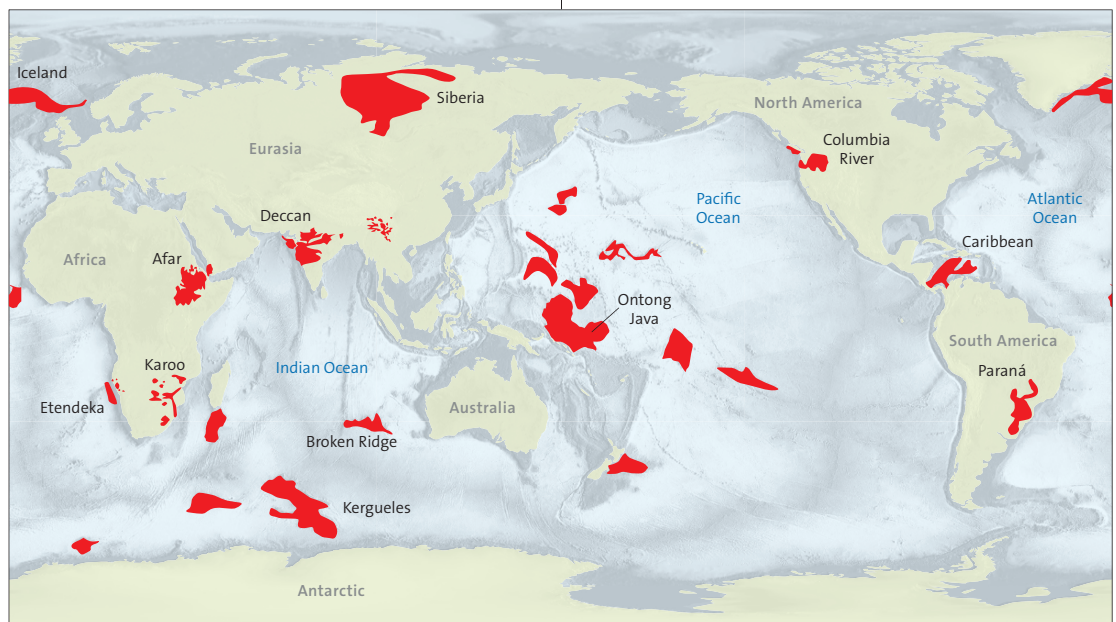 Iceland
Siberia
North America
Columbia
River
Eurasia
Pacific
Ocean
Atlantic
Ocean
Deccan
Caribbean
Africa
Afar
Ontong
Java
South America
Karoo
Indian Ocean
Paraná
Etendeka
Australia
Broken Ridge
Kergueles
Antarctic